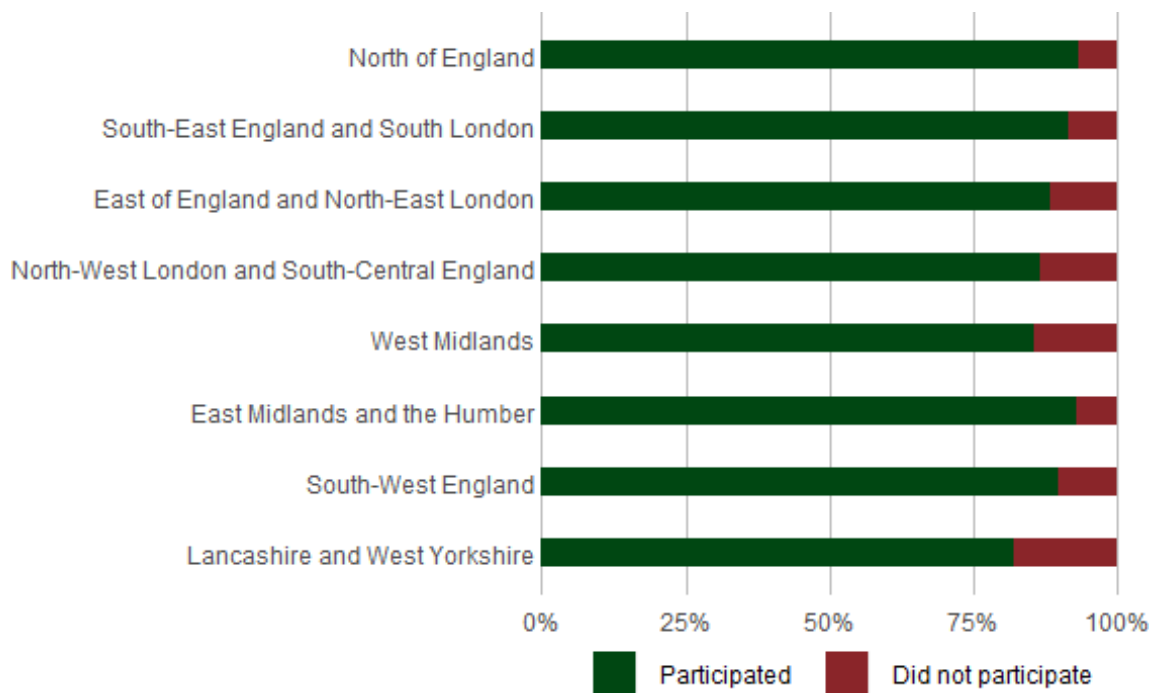 North of England
South-East England and South London
East of England and North-East London
North-West London and South-Central England
West Midlands
East Midlands and the Humber
South-West England
Lancashire and West Yorkshire
0% 25% 50% 75% 100%
Participated Did not participate